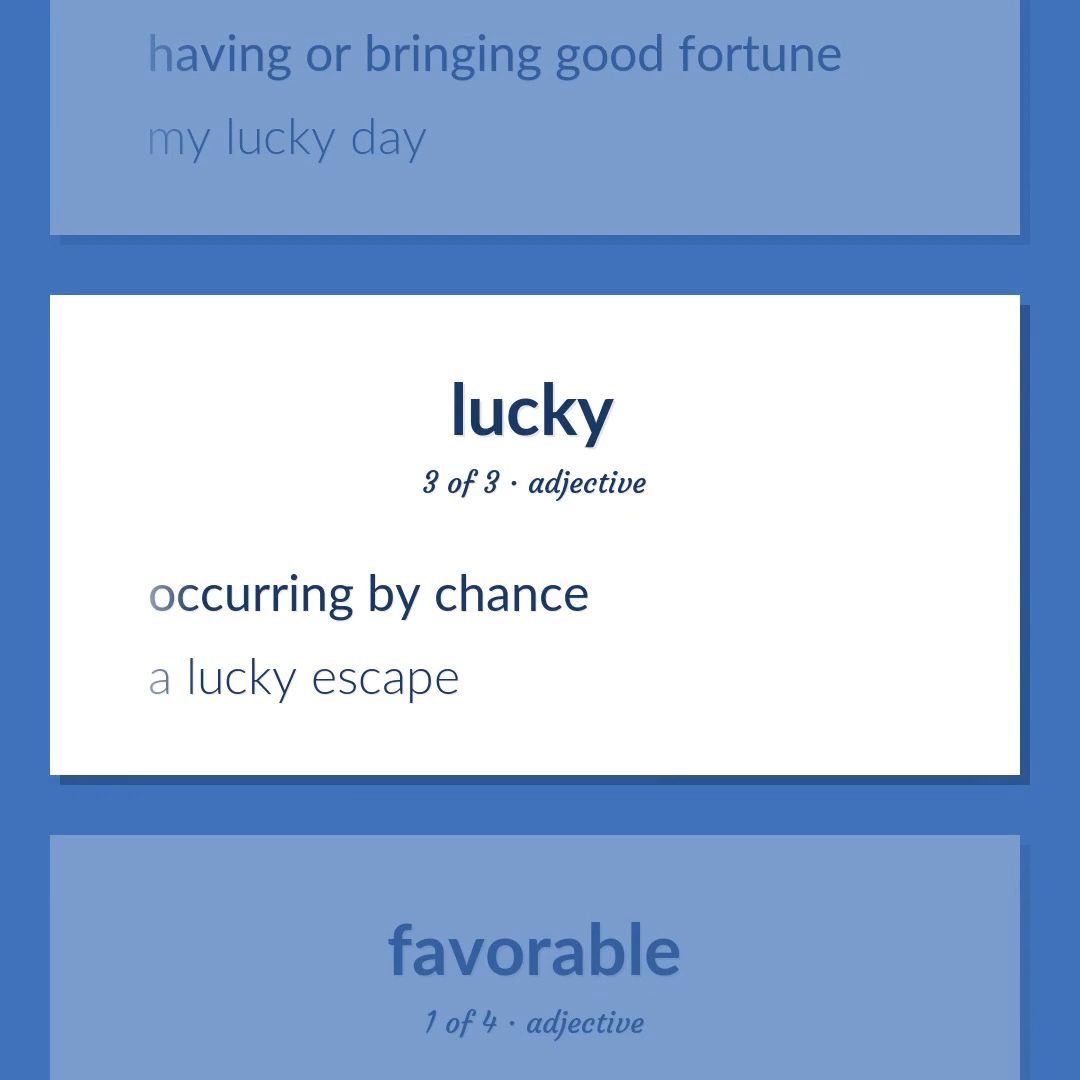 having or bringing good fortune
my lucky day
lucky
3 of 3 · adjective
occurring by chance
a lucky escape
favorable
1 of 4 · adjective